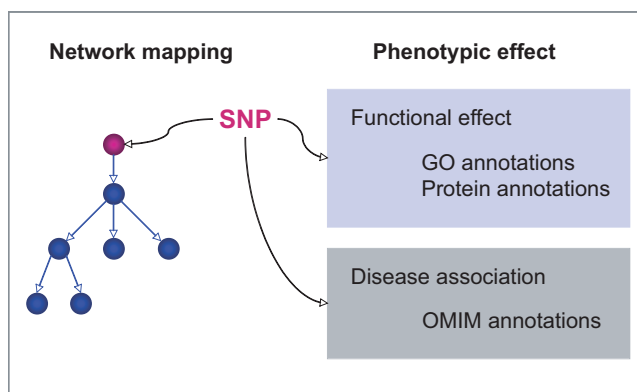 Network mapping
Phenotypic effect
SNP
Functional effect
GO annotations
Protein annotations
Disease association
OMIM annotations